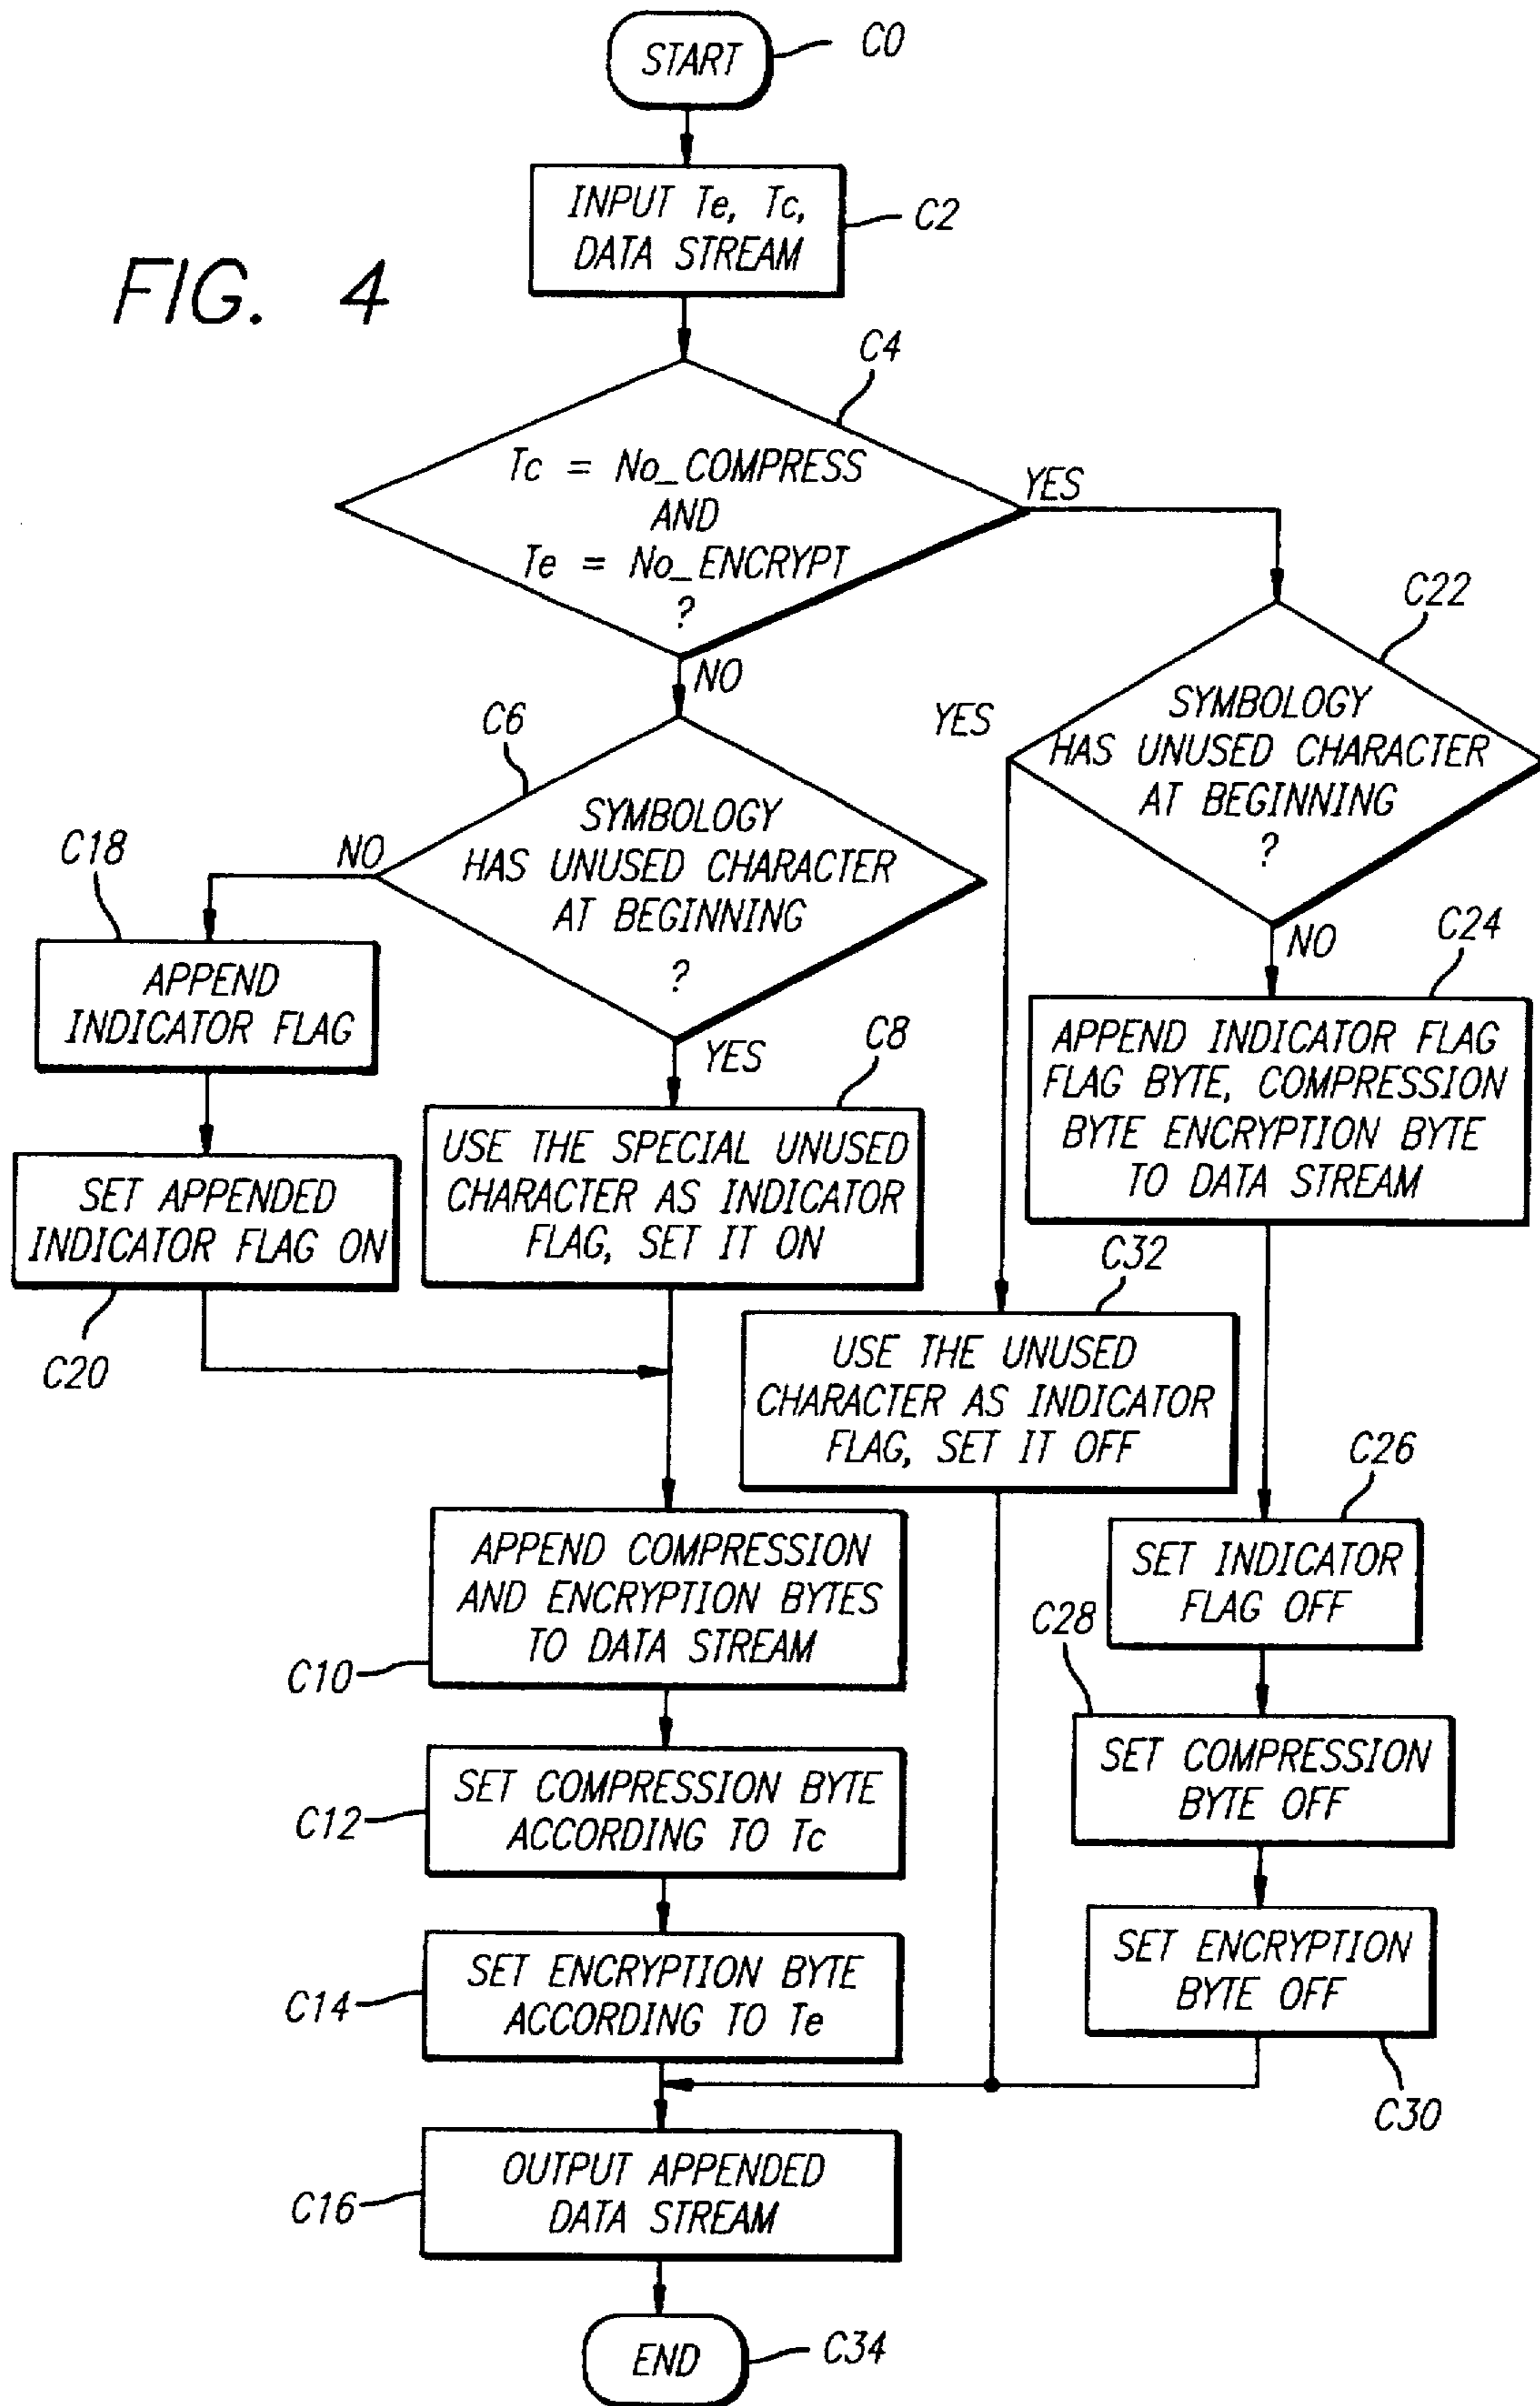 START
C0
INPUT Te, Tc,
DATA STREAM
C2
FIG. 4
C4
Tc = No_COMPRESS
AND
Te = No_ENCRYPT
?
YES
NO
C22
SYMBOLOGY
HAS UNUSED CHARACTER
AT BEGINNING
?
YES
NO
C6
SYMBOLOGY
HAS UNUSED CHARACTER
AT BEGINNING
?
NO
YES
C18
APPEND
INDICATOR FLAG
C8
USE THE SPECIAL UNUSED
CHARACTER AS INDICATOR
FLAG, SET IT ON
C24
APPEND INDICATOR FLAG
FLAG BYTE, COMPRESSION
BYTE ENCRYPTION BYTE
TO DATA STREAM
SET APPENDED
INDICATOR FLAG ON
C20
C32
USE THE UNUSED
CHARACTER AS INDICATOR
FLAG, SET IT OFF
C26
SET INDICATOR
FLAG OFF
APPEND COMPRESSION
AND ENCRYPTION BYTES
TO DATA STREAM
C10
C28
SET COMPRESSION
BYTE OFF
SET COMPRESSION BYTE
ACCORDING TO Tc
C12
SET ENCRYPTION
BYTE OFF
C30
SET ENCRYPTION BYTE
ACCORDING TO Te
C14
OUTPUT APPENDED
DATA STREAM
C16
END
C34